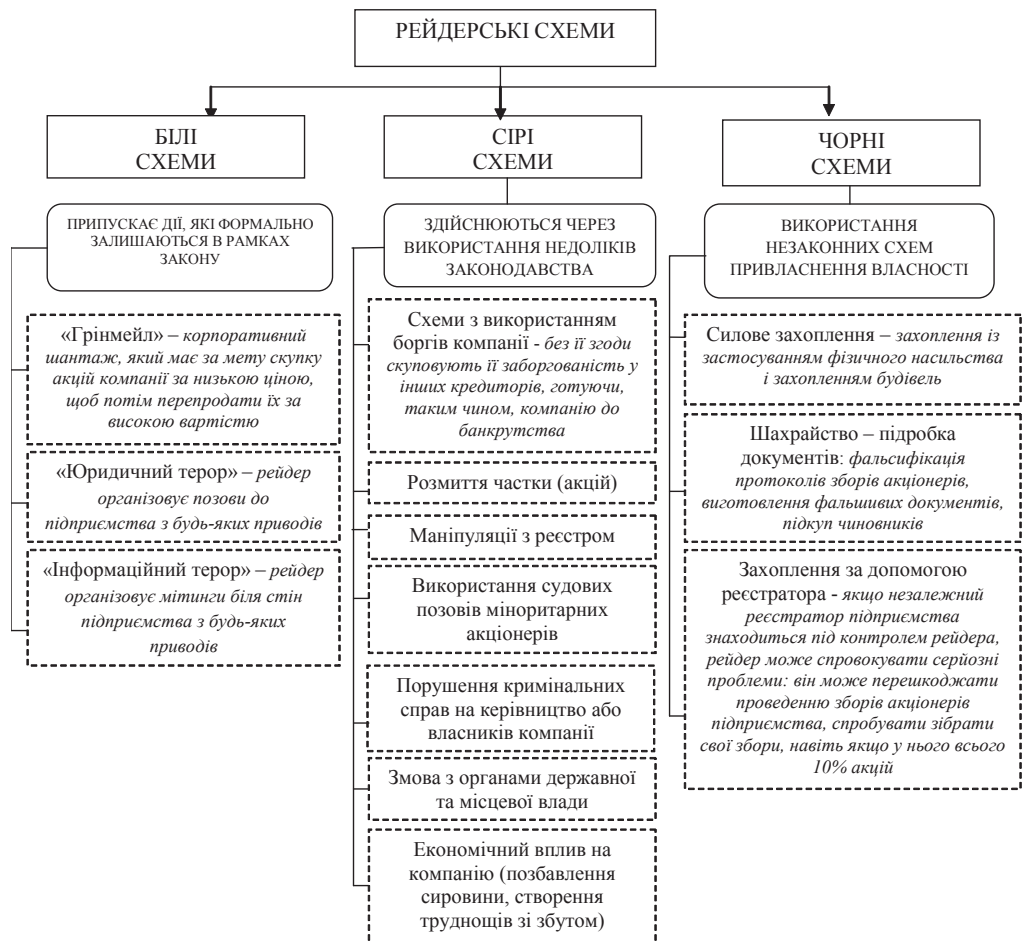 РЕЙДЕРСЬКІ СХЕМИ
БІЛІ
СХЕМИ
ПРИПУСКАЄ ДІЇ, ЯКІ ФОРМАЛЬНО
ЗАЛИШАЮТЬСЯ В РАМКАХ
ЗАКОНУ
«Грінмейл» – корпоративний
шантаж, який має за мету скупку
акцій компанії за низькою ціною,
щоб потім перепродати їх за
високою вартістю
«Юридичний терор» – рейдер
організовує позови до
підприємства з будь-яких приводів
«Інформаційний терор» – рейдер
організовує мітинги біля стін
підприємства з будь-яких
приводів
СІРІ
СХЕМИ
ЗДІЙСНЮЮТЬСЯ ЧЕРЕЗ
ВИКОРИСТАННЯ НЕДОЛІКІВ
ЗАКОНОДАВСТВА
Схеми з використанням
боргів компанії - без її згоди
скуповують її заборгованість у
інших кредиторів, готуючи,
таким чином, компанію до
банкрутства
Розмиття частки (акцій)
Маніпуляції з реєстром
Використання судових
позовів міноритарних
акціонерів
Порушення кримінальних
справ на керівництво або
власників компанії
Змова з органами державної
та місцевої влади
Економічний вплив на
компанію (позбавлення
сировини, створення
труднощів зі збутом)
ЧОРНІ
СХЕМИ
ВИКОРИСТАННЯ
НЕЗАКОННИХ СХЕМ
ПРИВЛАСНЕННЯ ВЛАСНОСТІ
Силове захоплення – захоплення із
застосуванням фізичного насильства
і захопленням будівель
Шахрайство – підробка
документів: фальсифікація
протоколів зборів акціонерів,
виготовлення фальшивих документів,
підкуп чиновників
Захоплення за допомогою
реєстратора - якщо незалежний
реєстратор підприємства
знаходиться під контролем рейдера,
рейдер може спровокувати серйозні
проблеми: він може перешкоджати
проведенню зборів акціонерів
підприємства, спробувати зібрати
свої збори, навіть якщо у нього всього
10% акцій